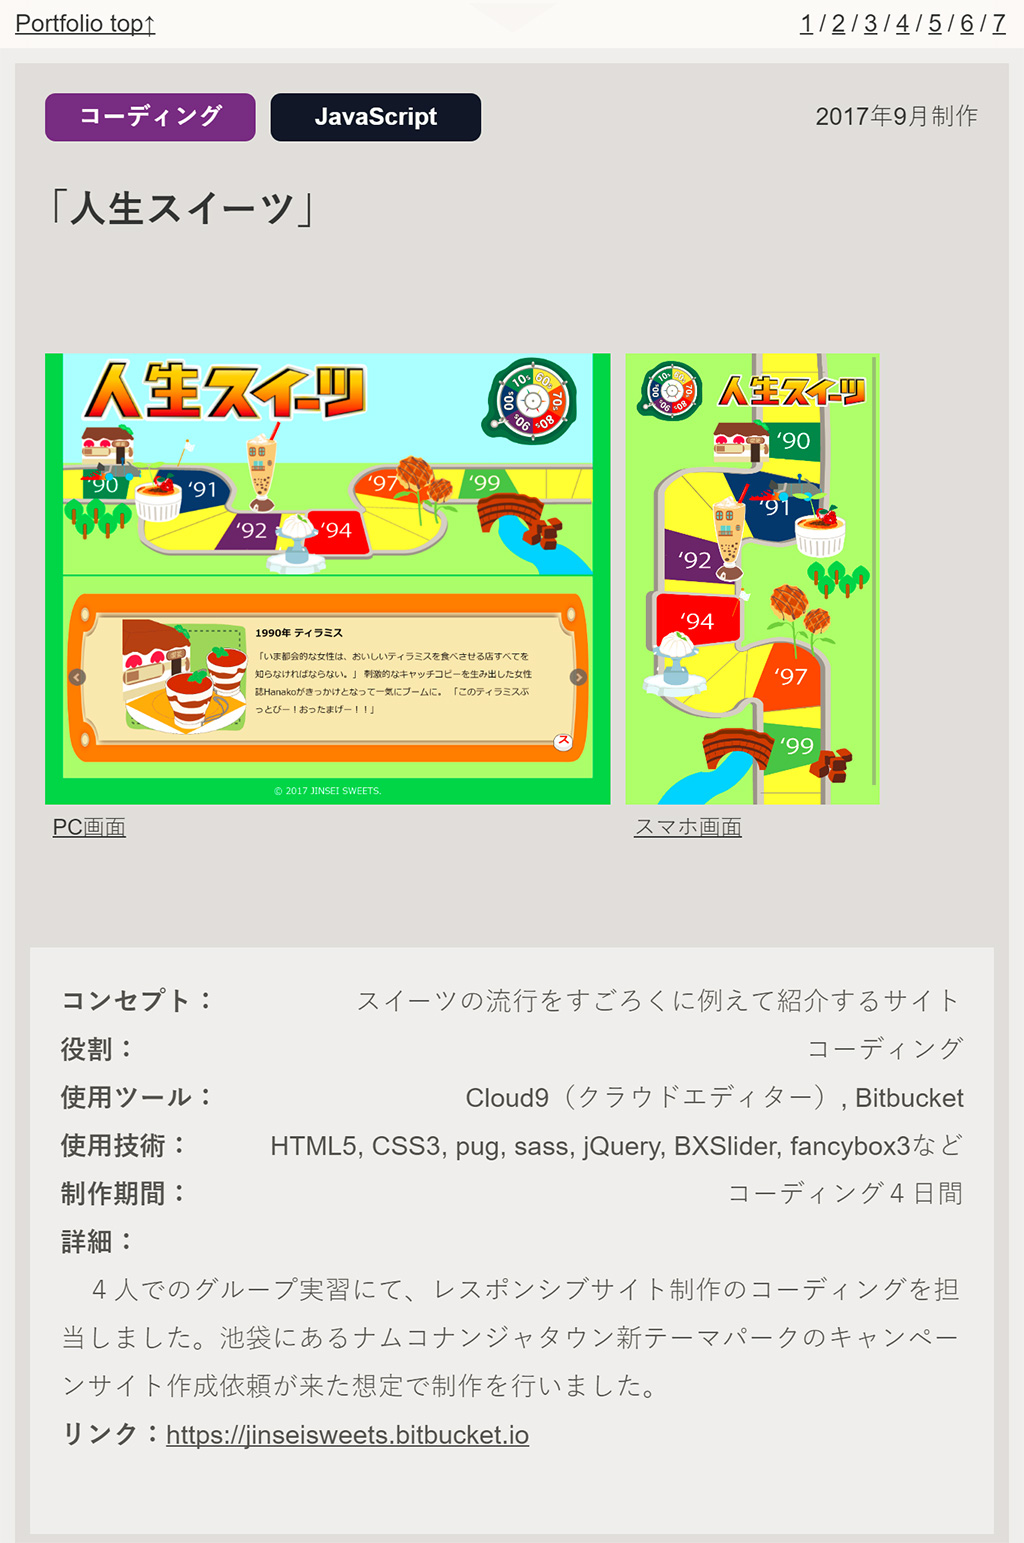 Portfolio top↑
1 / 2 / 3 / 4 / 5 / 6 / 7
コーディング
JavaScript
2017年9月制作
「人生スイーツ」
人生スイーツ
10's 60's 70's 80's 90's 00's
'90
'91
'92
'94
'97
'99
1990年 ティラミス
「いま都会的な女性は、おいしいティラミスを食べさせる店すべてを
知らなければならない。」 刺激的なキャッチコピーを生み出した女性
誌Hanakoがきっかけとなって一気にブームに。 「このティラミスぶ
っとびー！おったまげー！！」
ス
© 2017 JINSEI SWEETS.
10's 60's 70's 80's 90's 00's
人生スイーツ
'90
'91
'92
'94
'97
'99
PC画面
スマホ画面
コンセプト： スイーツの流行をすごろくに例えて紹介するサイト
役割： コーディング
使用ツール： Cloud9（クラウドエディター）, Bitbucket
使用技術： HTML5, CSS3, pug, sass, jQuery, BXSlider, fancybox3など
制作期間： コーディング４日間
詳細：
４人でのグループ実習にて、レスポンシブサイト制作のコーディングを担
当しました。池袋にあるナムコナンジャタウン新テーマパークのキャンペー
ンサイト作成依頼が来た想定で制作を行いました。
リンク：https://jinseisweets.bitbucket.io